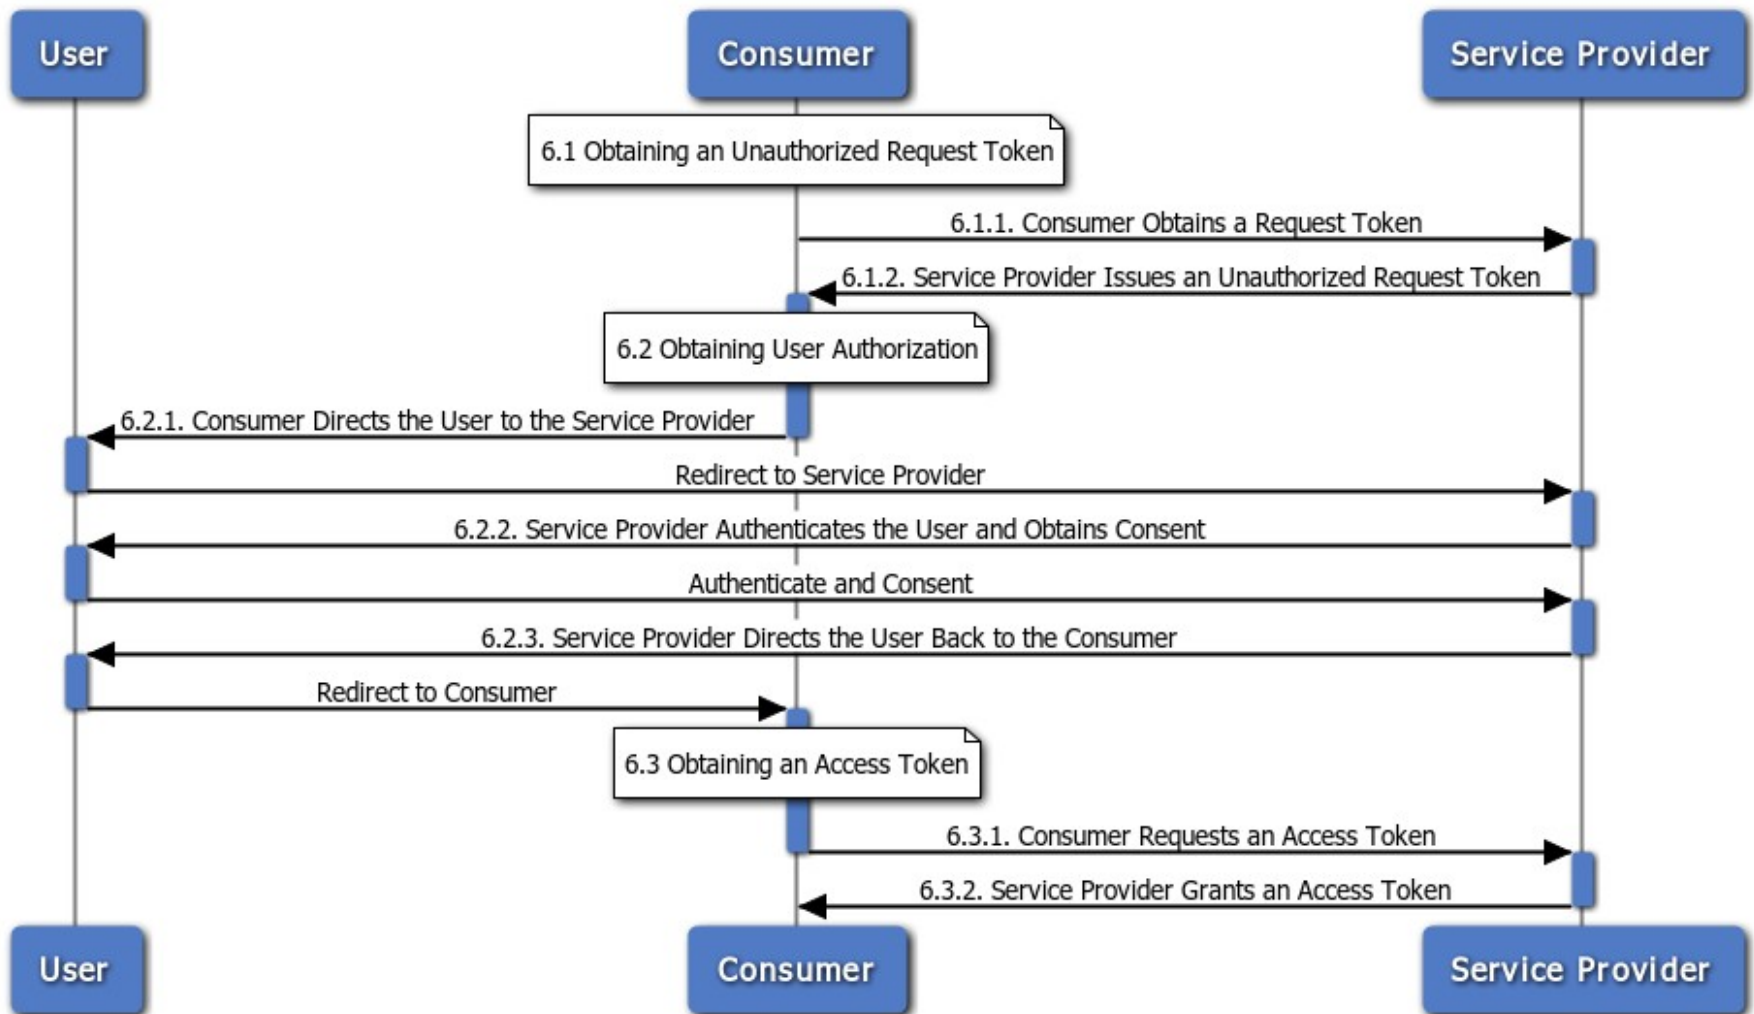 User
Consumer
Service Provider
6.1 Obtaining an Unauthorized Request Token
6.1.1. Consumer Obtains a Request Token
6.1.2. Service Provider Issues an Unauthorized Request Token
6.2 Obtaining User Authorization
6.2.1. Consumer Directs the User to the Service Provider
Redirect to Service Provider
6.2.2. Service Provider Authenticates the User and Obtains Consent
Authenticate and Consent
6.2.3. Service Provider Directs the User Back to the Consumer
Redirect to Consumer
6.3 Obtaining an Access Token
6.3.1. Consumer Requests an Access Token
6.3.2. Service Provider Grants an Access Token
User
Consumer
Service Provider